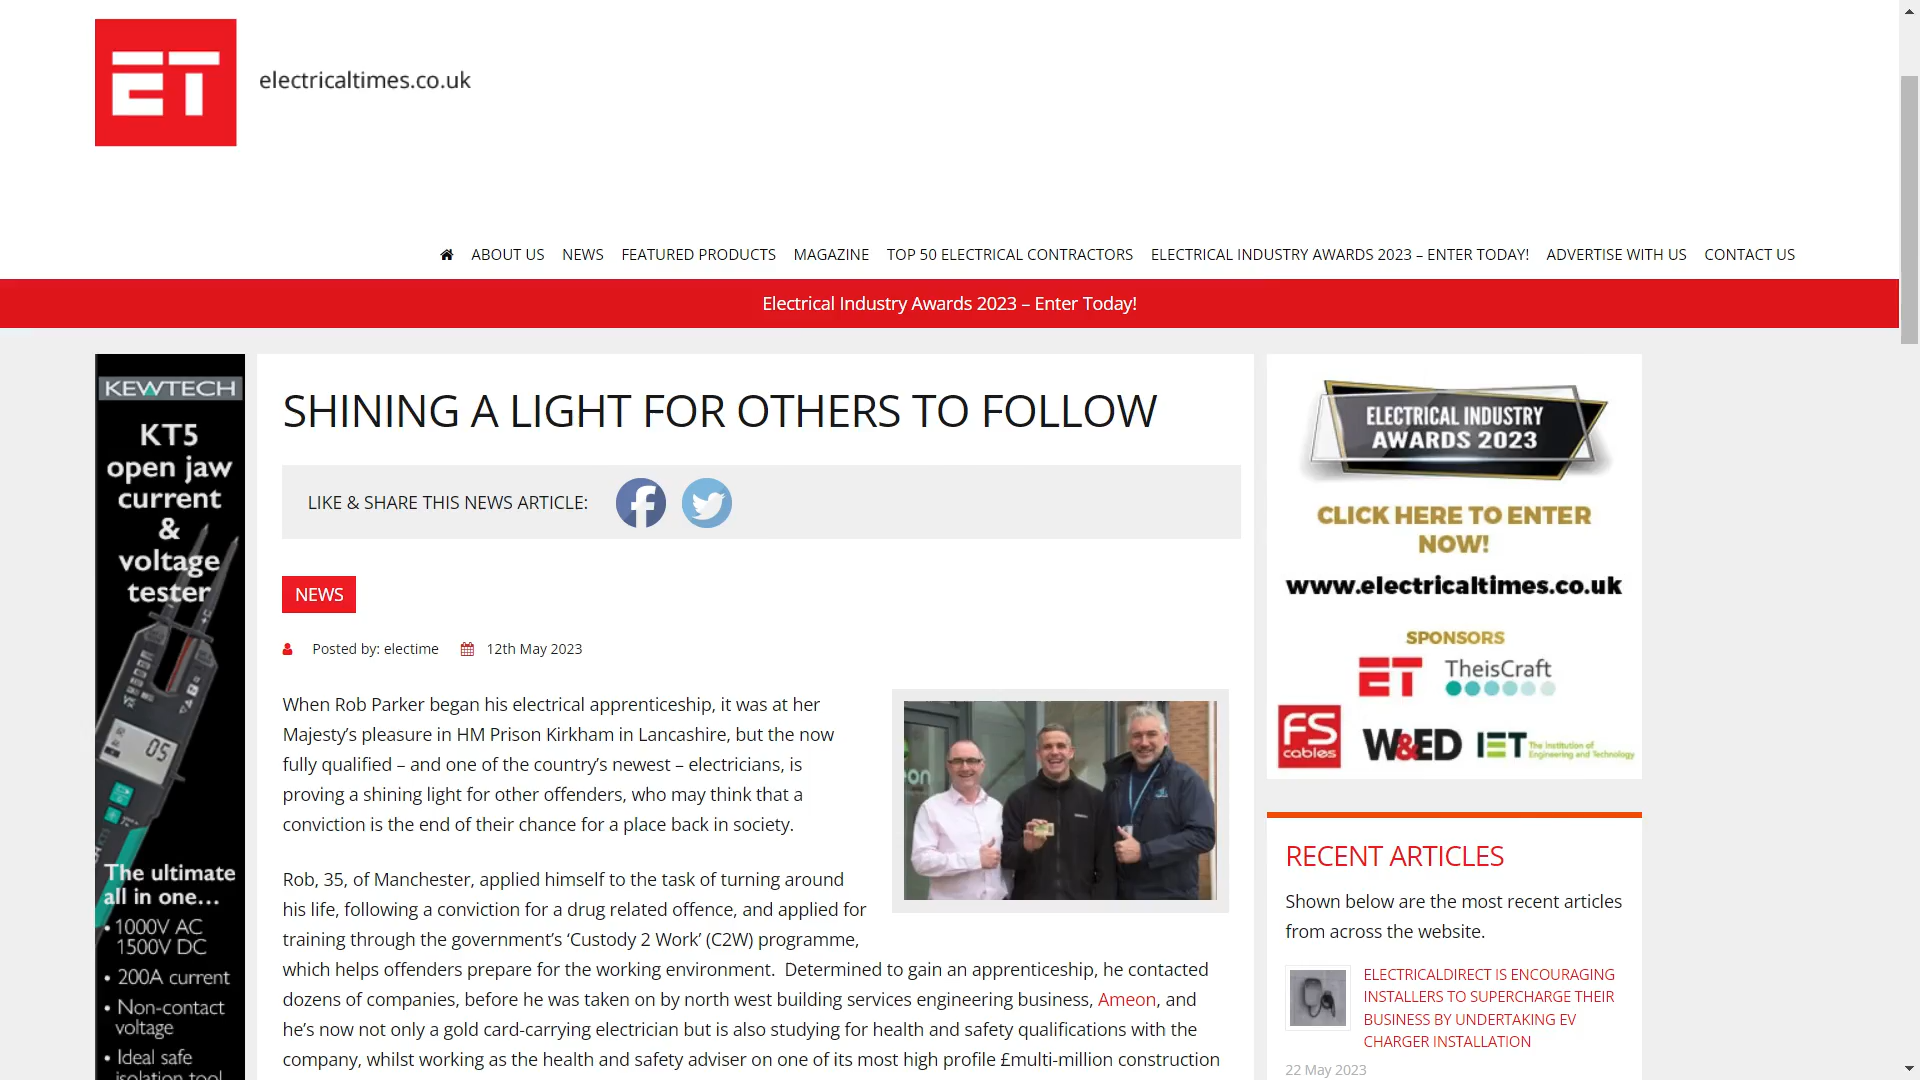 ET
electricaltimes.co.uk
ABOUT US NEWS FEATURED PRODUCTS MAGAZINE TOP 50 ELECTRICAL CONTRACTORS ELECTRICAL INDUSTRY AWARDS 2023 – ENTER TODAY! ADVERTISE WITH US CONTACT US
Electrical Industry Awards 2023 – Enter Today!
KEWTECH
KT5
open jaw
current
&
voltage
tester
05
The ultimate
all in one...
• 1000V AC
1500V DC
• 200A current
• Non-contact
voltage
• Ideal safe
isolation tool
SHINING A LIGHT FOR OTHERS TO FOLLOW
LIKE & SHARE THIS NEWS ARTICLE:
NEWS
Posted by: electime 12th May 2023
When Rob Parker began his electrical apprenticeship, it was at her
Majesty’s pleasure in HM Prison Kirkham in Lancashire, but the now
fully qualified – and one of the country’s newest – electricians, is
proving a shining light for other offenders, who may think that a
conviction is the end of their chance for a place back in society.
Rob, 35, of Manchester, applied himself to the task of turning around
his life, following a conviction for a drug related offence, and applied for
training through the government’s ‘Custody 2 Work’ (C2W) programme,
which helps offenders prepare for the working environment.  Determined to gain an apprenticeship, he contacted
dozens of companies, before he was taken on by north west building services engineering business, Ameon, and
he’s now not only a gold card-carrying electrician but is also studying for health and safety qualifications with the
company, whilst working as the health and safety adviser on one of its most high profile £multi-million construction
ELECTRICAL INDUSTRY
AWARDS 2023
CLICK HERE TO ENTER
NOW!
www.electricaltimes.co.uk
SPONSORS
ET TheisCraft
FS
cables
W&ED
IET The Institution of
Engineering and Technology
RECENT ARTICLES
Shown below are the most recent articles
from across the website.
ELECTRICALDIRECT IS ENCOURAGING
INSTALLERS TO SUPERCHARGE THEIR
BUSINESS BY UNDERTAKING EV
CHARGER INSTALLATION
22 May 2023